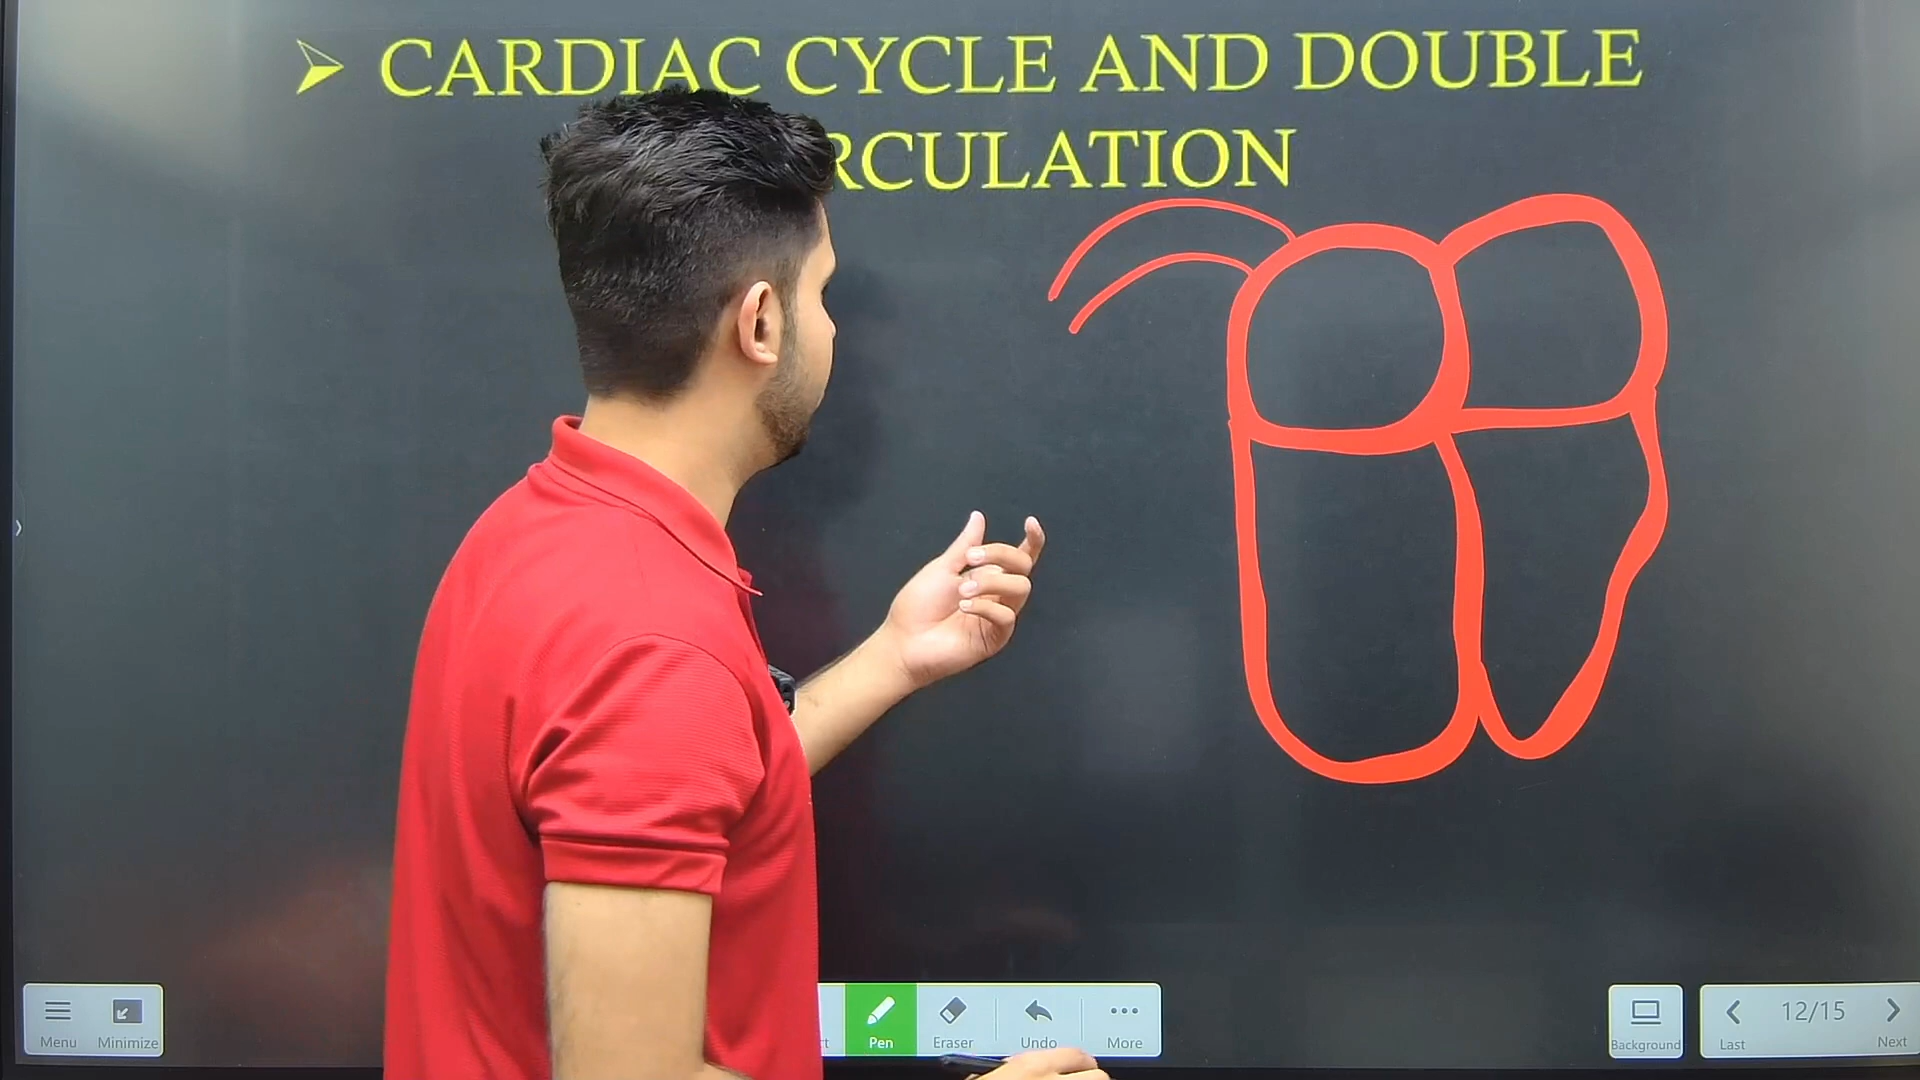 CARDIAC CYCLE AND DOUBLE
RCULATION
Menu
Minimize
Pen
Eraser
Undo
More
Background
Last
12/15
Next